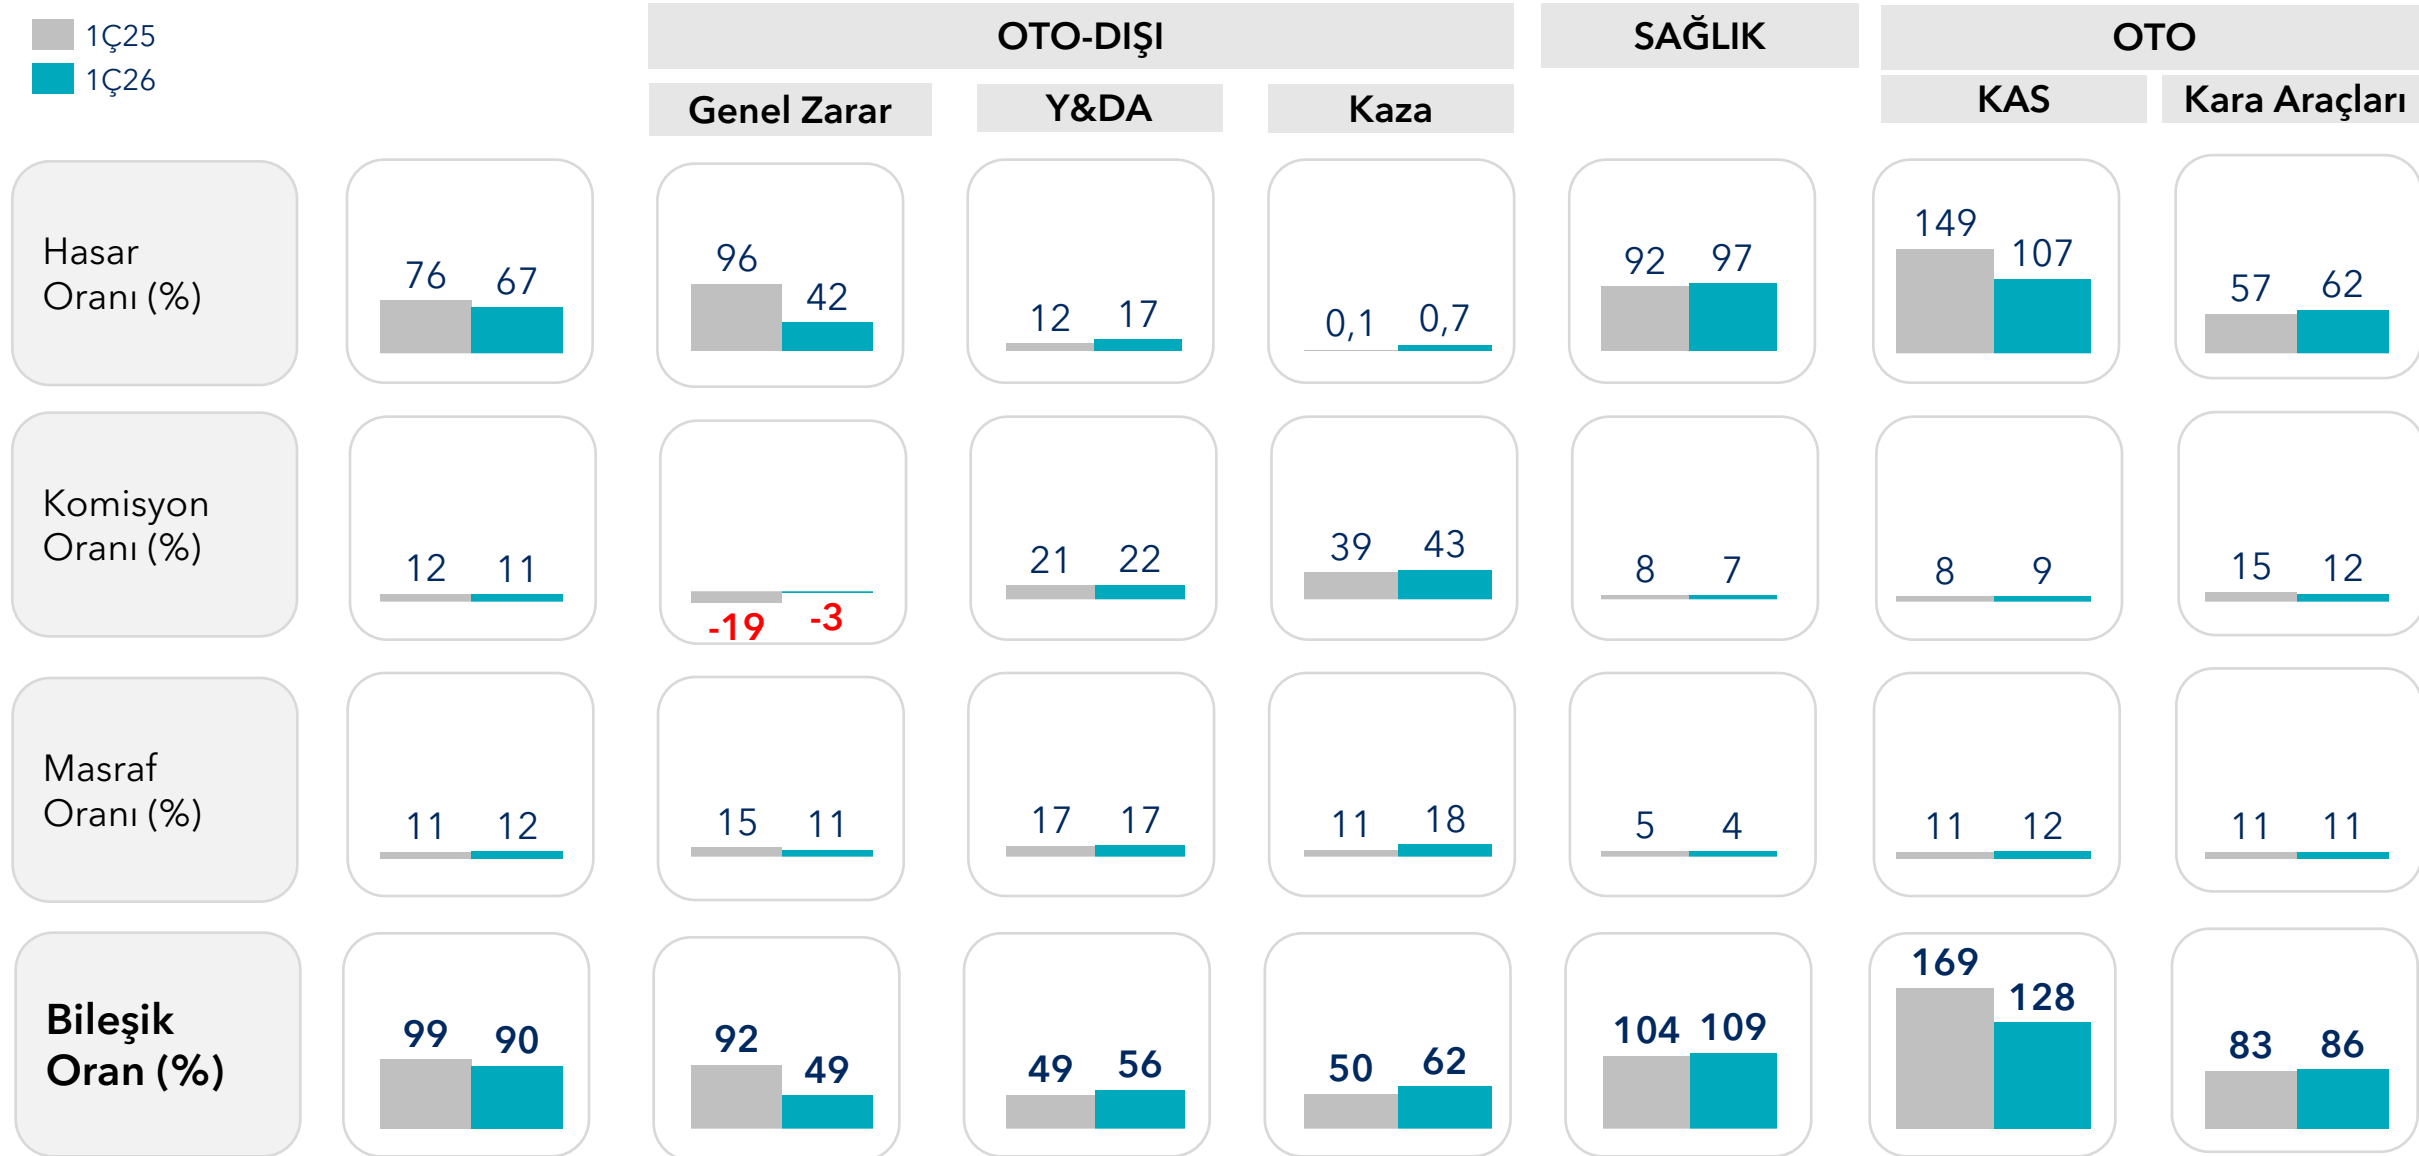 1Ç25
1Ç26
OTO-DIŞI
SAĞLIK
OTO
Genel Zarar
Y&DA
Kaza
KAS
Kara Araçları
Hasar
Oranı (%)
76 67
96 42
12 17
0,1 0,7
92 97
149 107
57 62
Komisyon
Oranı (%)
12 11
-19 -3
21 22
39 43
8 7
8 9
15 12
Masraf
Oranı (%)
11 12
15 11
17 17
11 18
5 4
11 12
11 11
Bileşik
Oran (%)
99 90
92 49
49 56
50 62
104 109
169 128
83 86